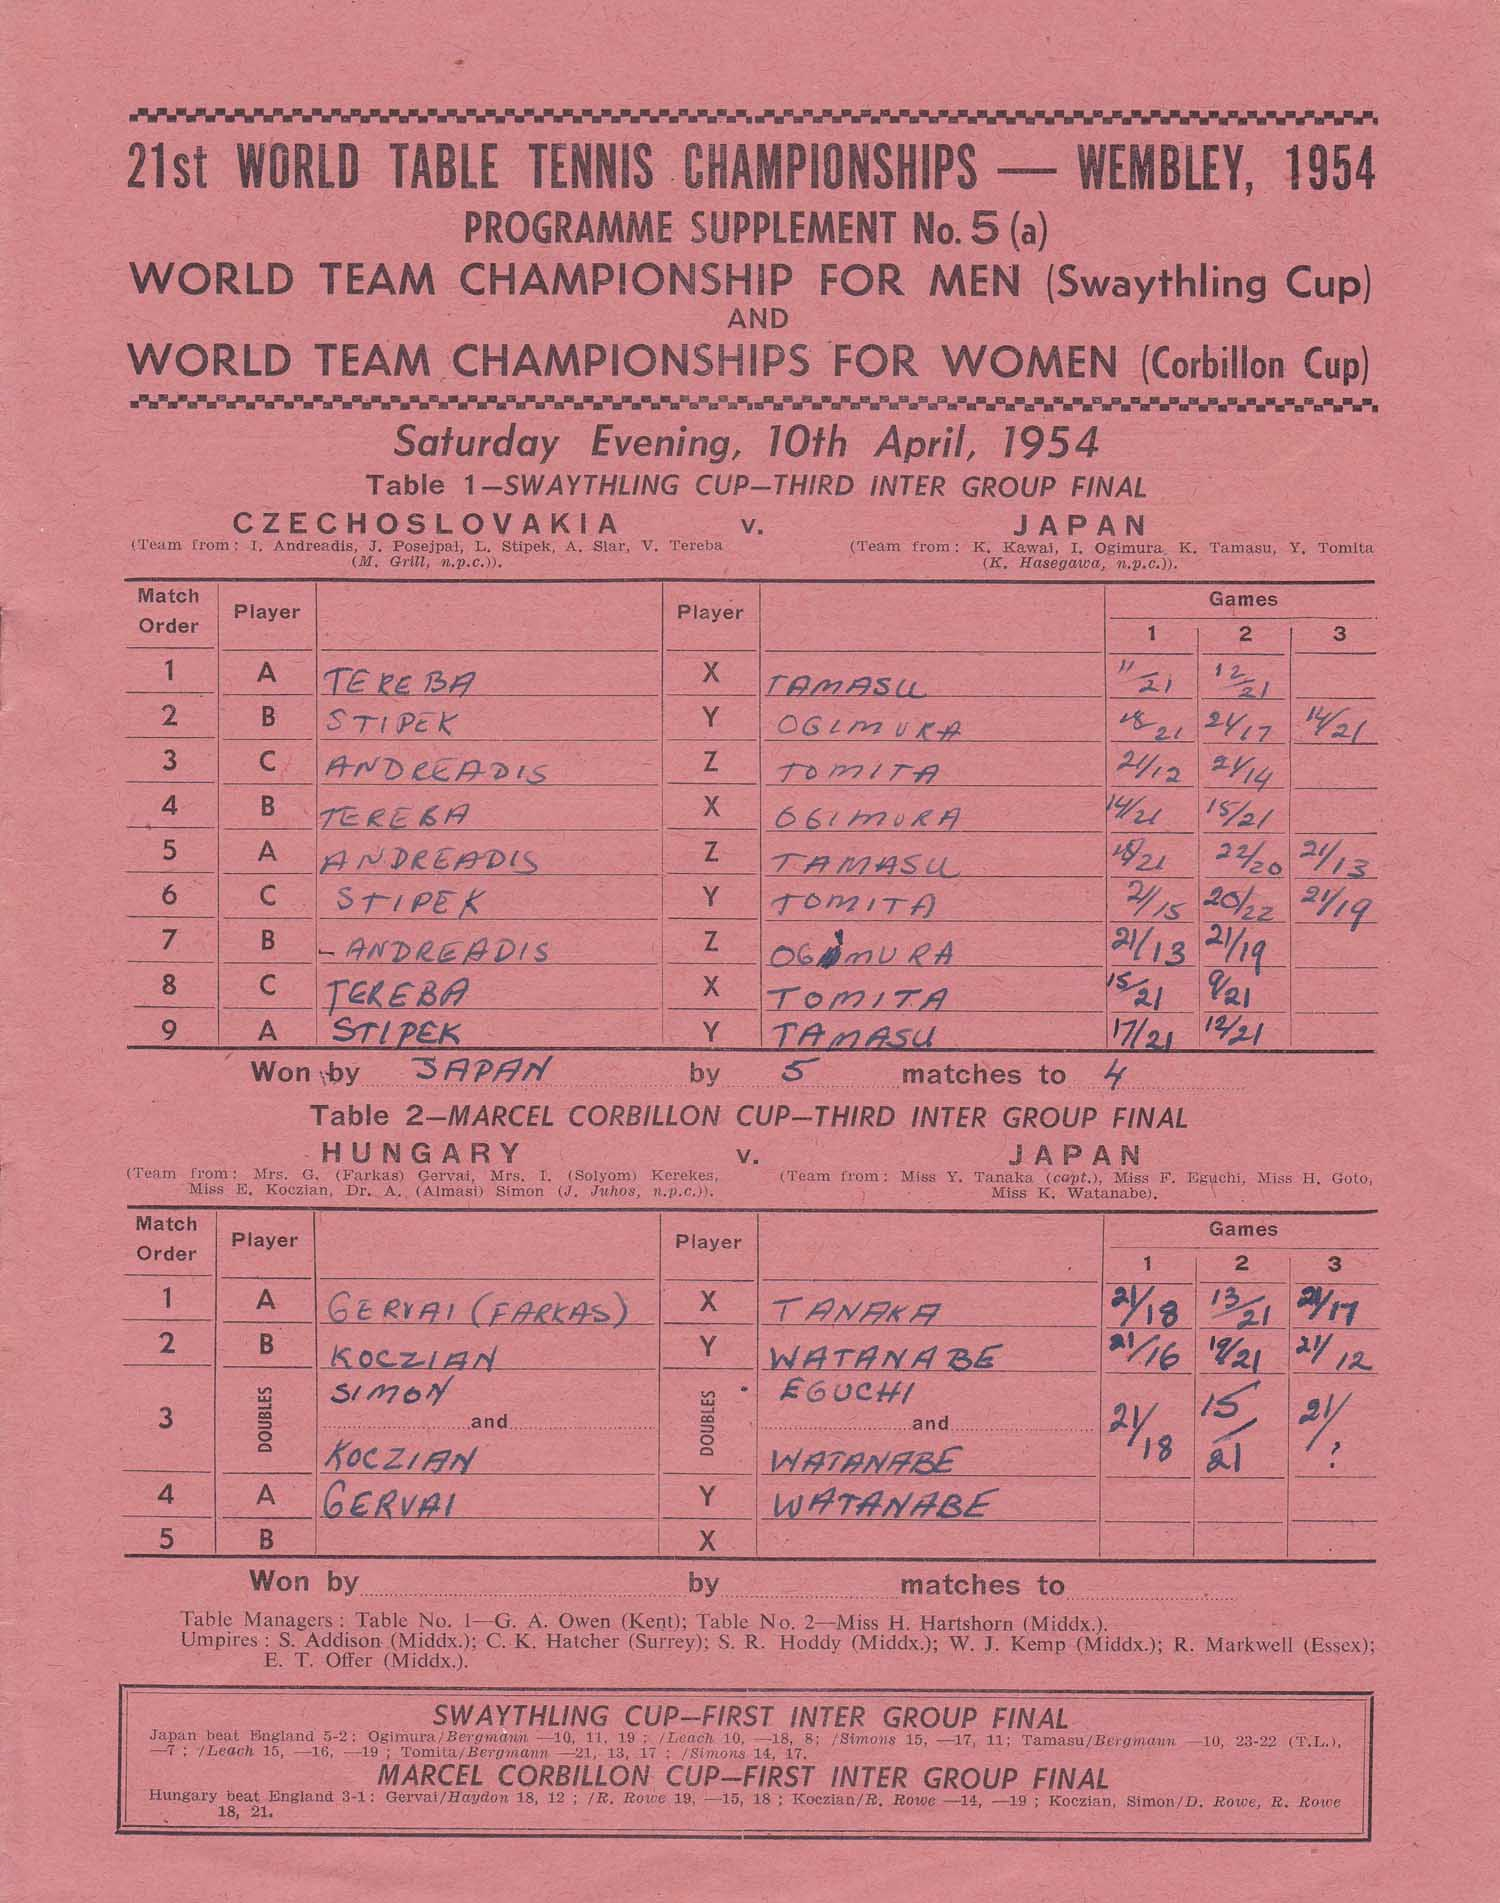 21st WORLD TABLE TENNIS CHAMPIONSHIPS — WEMBLEY, 1954
PROGRAMME SUPPLEMENT No. 5 (a)
WORLD TEAM CHAMPIONSHIP FOR MEN (Swaythling Cup)
AND
WORLD TEAM CHAMPIONSHIPS FOR WOMEN (Corbillon Cup)
Saturday Evening, 10th April, 1954
Table 1—SWAYTHLING CUP—THIRD INTER GROUP FINAL
CZECHOSLOVAKIA v. JAPAN
(Team from: I. Andreadis, J. Posejpal, L. Stipek, A. Slar, V. Tereba (Team from: K. Kawai, I. Ogimura, K. Tamasu, Y. Tomita
(M. Grill, n.p.c.)). (K. Hasegawa, n.p.c.)).
Match Order Player Player Games
1 2 3
1 A TEREBA X TAMASU 11/21 12/21
2 B STIPEK Y OGIMURA 18/21 21/17 14/21
3 C ANDREADIS Z TOMITA 21/12 21/14
4 B TEREBA X OGIMURA 14/21 15/21
5 A ANDREADIS Z TAMASU 18/21 22/20 21/13
6 C STIPEK Y TOMITA 21/15 20/22 21/19
7 B - ANDREADIS Z OGIMURA 21/13 21/19
8 C TEREBA X TOMITA 15/21 9/21
9 A STIPEK Y TAMASU 17/21 12/21
Won by JAPAN by 5 matches to 4
Table 2—MARCEL CORBILLON CUP—THIRD INTER GROUP FINAL
HUNGARY v. JAPAN
(Team from: Mrs. G. (Farkas) Gervai, Mrs. I. (Solyom) Kerekes, (Team from: Miss Y. Tanaka (capt.), Miss F. Eguchi, Miss H. Goto,
Miss E. Koczian, Dr. A. (Almasi) Simon (J. Juhos, n.p.c.)). Miss K. Watanabe).
Match Order Player Player Games
1 2 3
1 A GERVAI (FARKAS) X TANAKA 21/18 13/21 21/17
2 B KOCZIAN Y WATANABE 21/16 19/21 21/12
3 DOUBLES SIMON and KOCZIAN DOUBLES EGUCHI and WATANABE 21/18 15/21 21/?
4 A GERVAI Y WATANABE
5 B X
Won by by matches to
Table Managers: Table No. 1—G. A. Owen (Kent); Table No. 2—Miss H. Hartshorn (Middx.).
Umpires: S. Addison (Middx.); C. K. Hatcher (Surrey); S. R. Hoddy (Middx.); W. J. Kemp (Middx.); R. Markwell (Essex);
E. T. Offer (Middx.).
SWAYTHLING CUP—FIRST INTER GROUP FINAL
Japan beat England 5-2: Ogimura/Bergmann —10, 11, 19; /Leach 10, —18, 8; /Simons 15, —17, 11; Tamasu/Bergmann —10, 23-22 (T.L.),
—7; /Leach 15, —16, —19; Tomita/Bergmann —21, 13, 17; /Simons 14, 17.
MARCEL CORBILLON CUP—FIRST INTER GROUP FINAL
Hungary beat England 3-1: Gervai/Haydon 18, 12; /R. Rowe 19, —15, 18; Koczian/R. Rowe —14, —19; Koczian, Simon/D. Rowe, R. Rowe
18, 21.